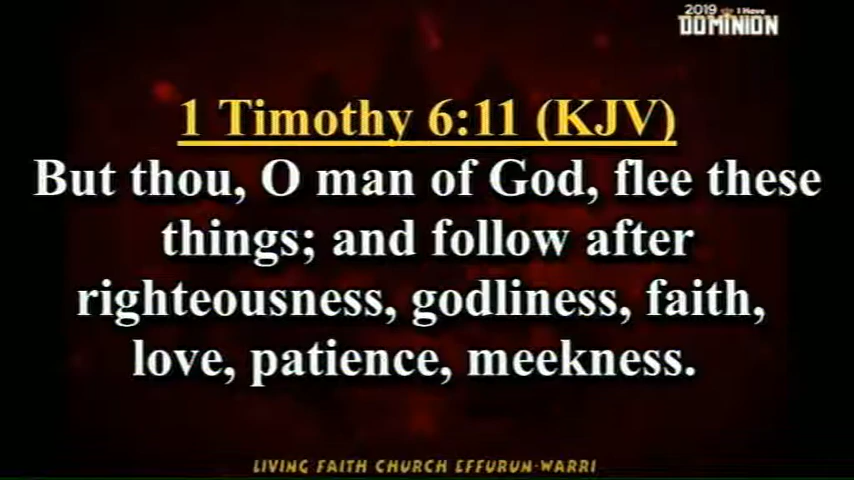 2019 I Have
DOMINION
1 Timothy 6:11 (KJV)
But thou, O man of God, flee these
things; and follow after
righteousness, godliness, faith,
love, patience, meekness.
LIVING FAITH CHURCH EFFURUN-WARRI